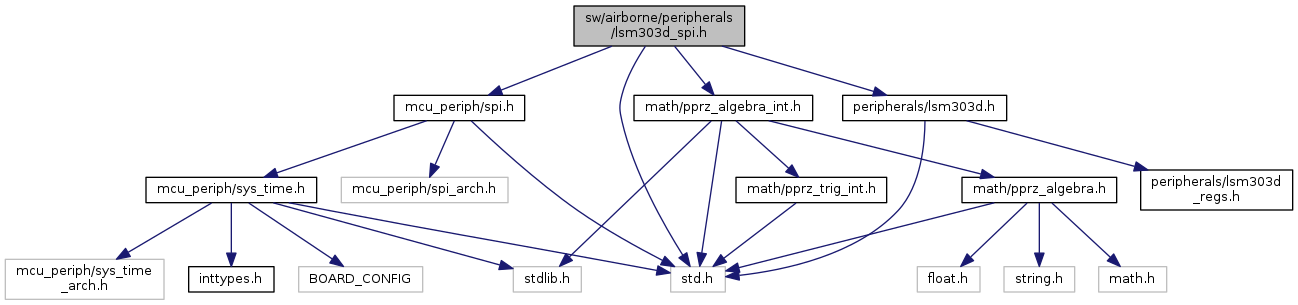 sw/airborne/peripherals
/lsm303d_spi.h
mcu_periph/spi.h
math/pprz_algebra_int.h
peripherals/lsm303d.h
mcu_periph/sys_time.h
mcu_periph/spi_arch.h
math/pprz_trig_int.h
math/pprz_algebra.h
peripherals/lsm303d
_regs.h
mcu_periph/sys_time
_arch.h
inttypes.h
BOARD_CONFIG
stdlib.h
std.h
float.h
string.h
math.h